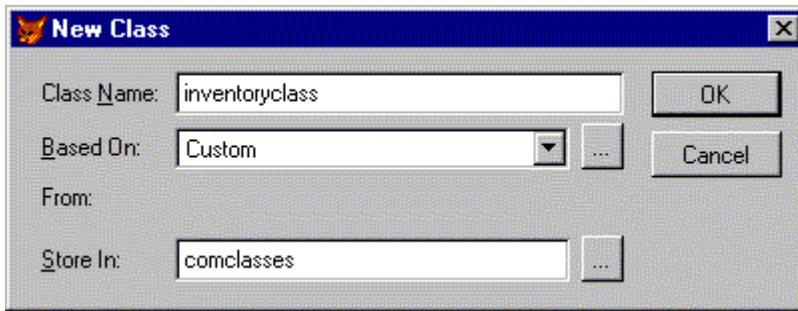 New Class
Class Name: inventoryclass OK
Based On: Custom ... Cancel
From:
Store In: comclasses ...